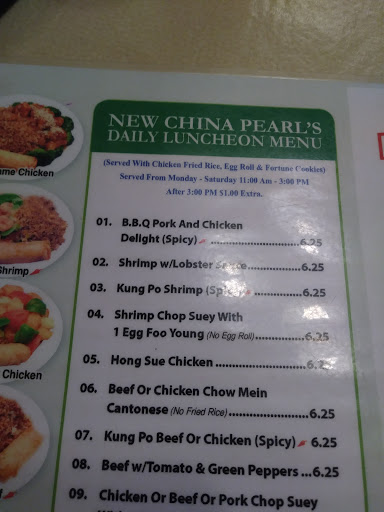 NEW CHINA PEARL'S
DAILY LUNCHEON MENU
(Served With Chicken Fried Rice, Egg Roll & Fortune Cookies)
Served From Monday - Saturday 11:00 Am - 3:00 PM
After 3:00 PM $1.00 Extra.
ame Chicken
01. B.B.Q Pork And Chicken
Delight (Spicy) ..........................6.25
Shrimp
02. Shrimp w/Lobster Sauce..............6.25
03. Kung Po Shrimp (Spicy) ..............6.25
04. Shrimp Chop Suey With
1 Egg Foo Young (No Egg Roll)..............6.25
Chicken
05. Hong Sue Chicken ......................6.25
06. Beef Or Chicken Chow Mein
Cantonese (No Fried Rice) ......................6.25
07. Kung Po Beef Or Chicken (Spicy) 6.25
08. Beef w/Tomato & Green Peppers ...6.25
09. Chicken Or Beef Or Pork Chop Suey